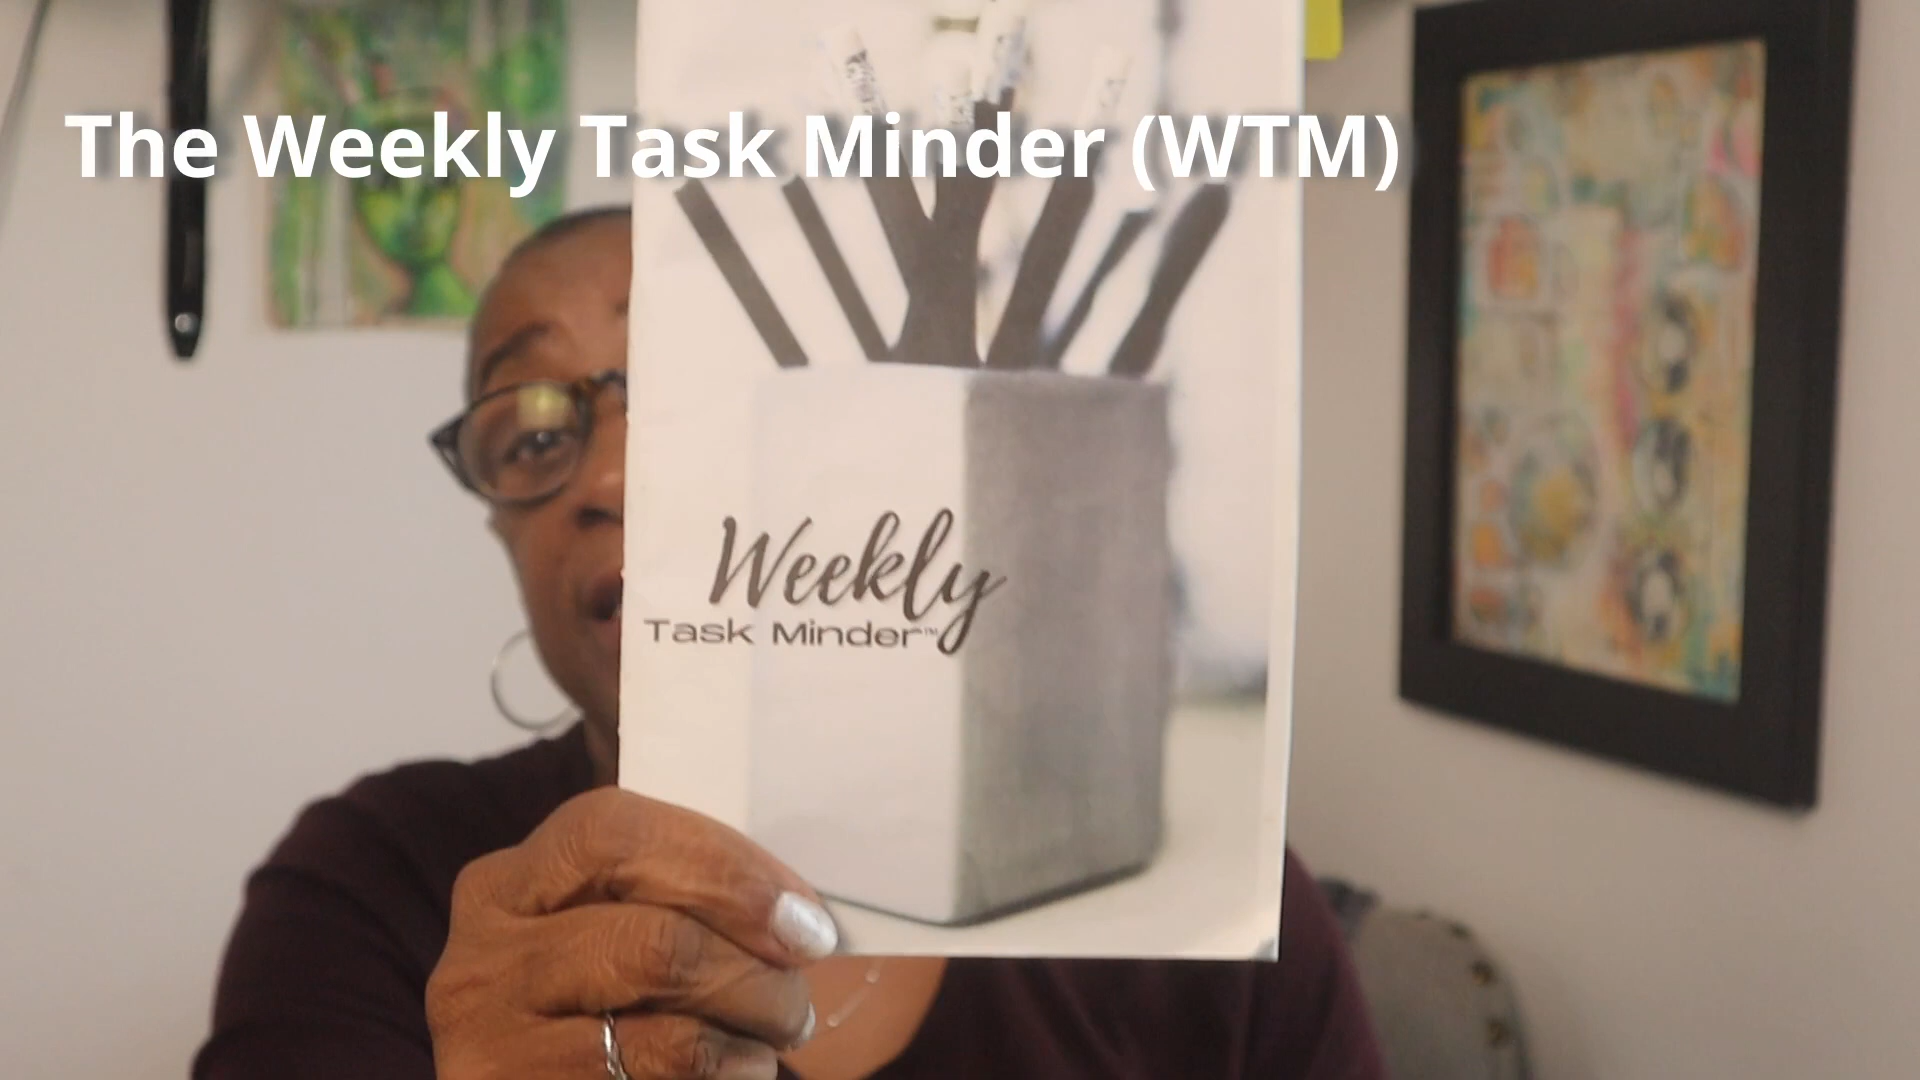 The Weekly Task Minder (WTM)
Weekly
Task Minder™